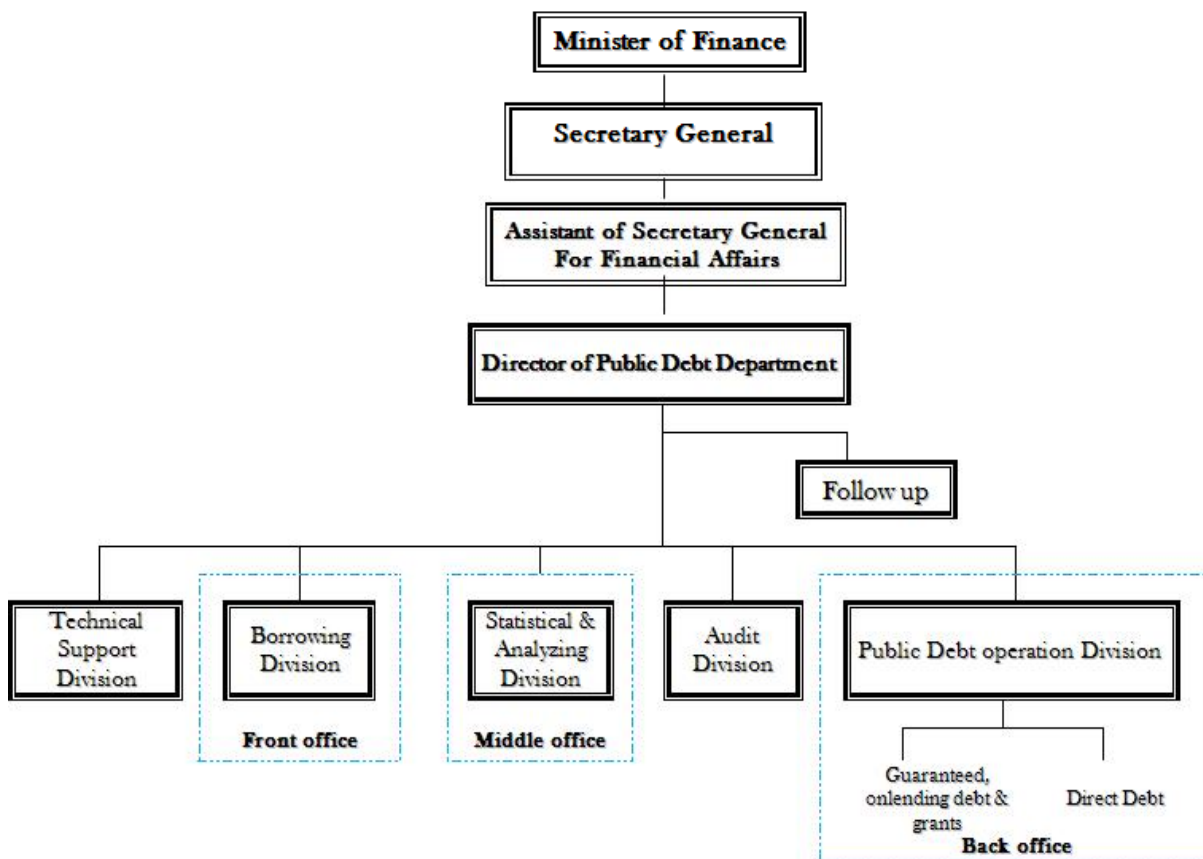 Minister of Finance
Secretary General
Assistant of Secretary General
For Financial Affairs
Director of Public Debt Department
Follow up
Technical
Support
Division
Borrowing
Division
Front office
Statistical &
Analyzing
Division
Middle office
Audit
Division
Public Debt operation Division
Guaranteed,
onlending debt &
grants
Direct Debt
Back office